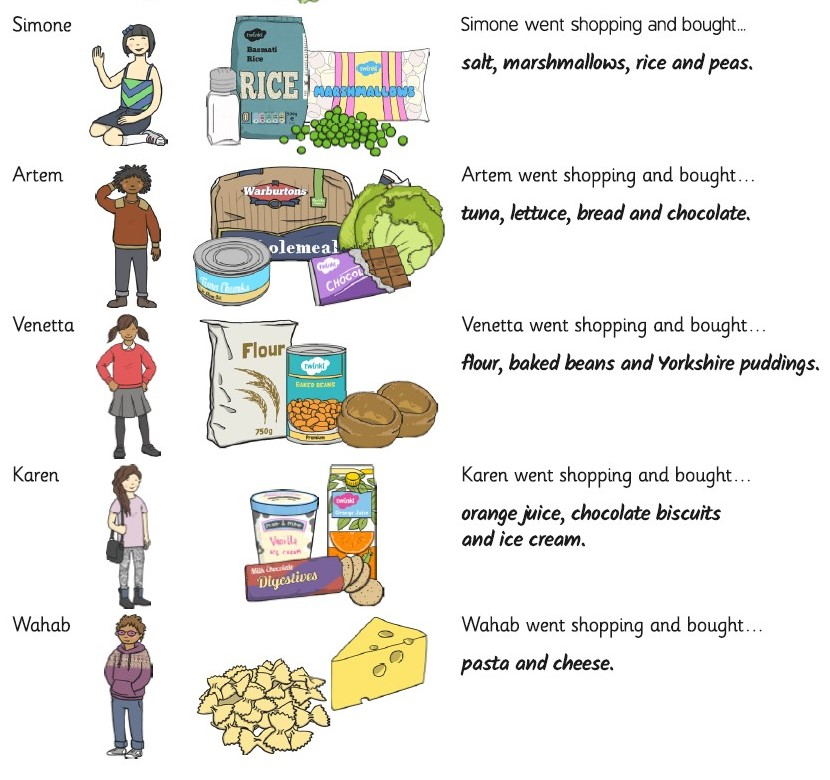 Simone
twinkl
Basmati
Rice
RICE
twinkl
MARSHMALLOWS
Simone went shopping and bought...
salt, marshmallows, rice and peas.
Artem
Warburtons
olemeal
Tuna Chunks
twinkl
CHOCOL
Artem went shopping and bought...
tuna, lettuce, bread and chocolate.
Venetta
Flour
750g
twinkl
BAKED BEANS
Premium
Venetta went shopping and bought...
flour, baked beans and Yorkshire puddings.
Karen
Vanilla
ice cream
twinkl
Orange Juice
Milk Chocolate
Digestives
Karen went shopping and bought...
orange juice, chocolate biscuits
and ice cream.
Wahab
Wahab went shopping and bought...
pasta and cheese.